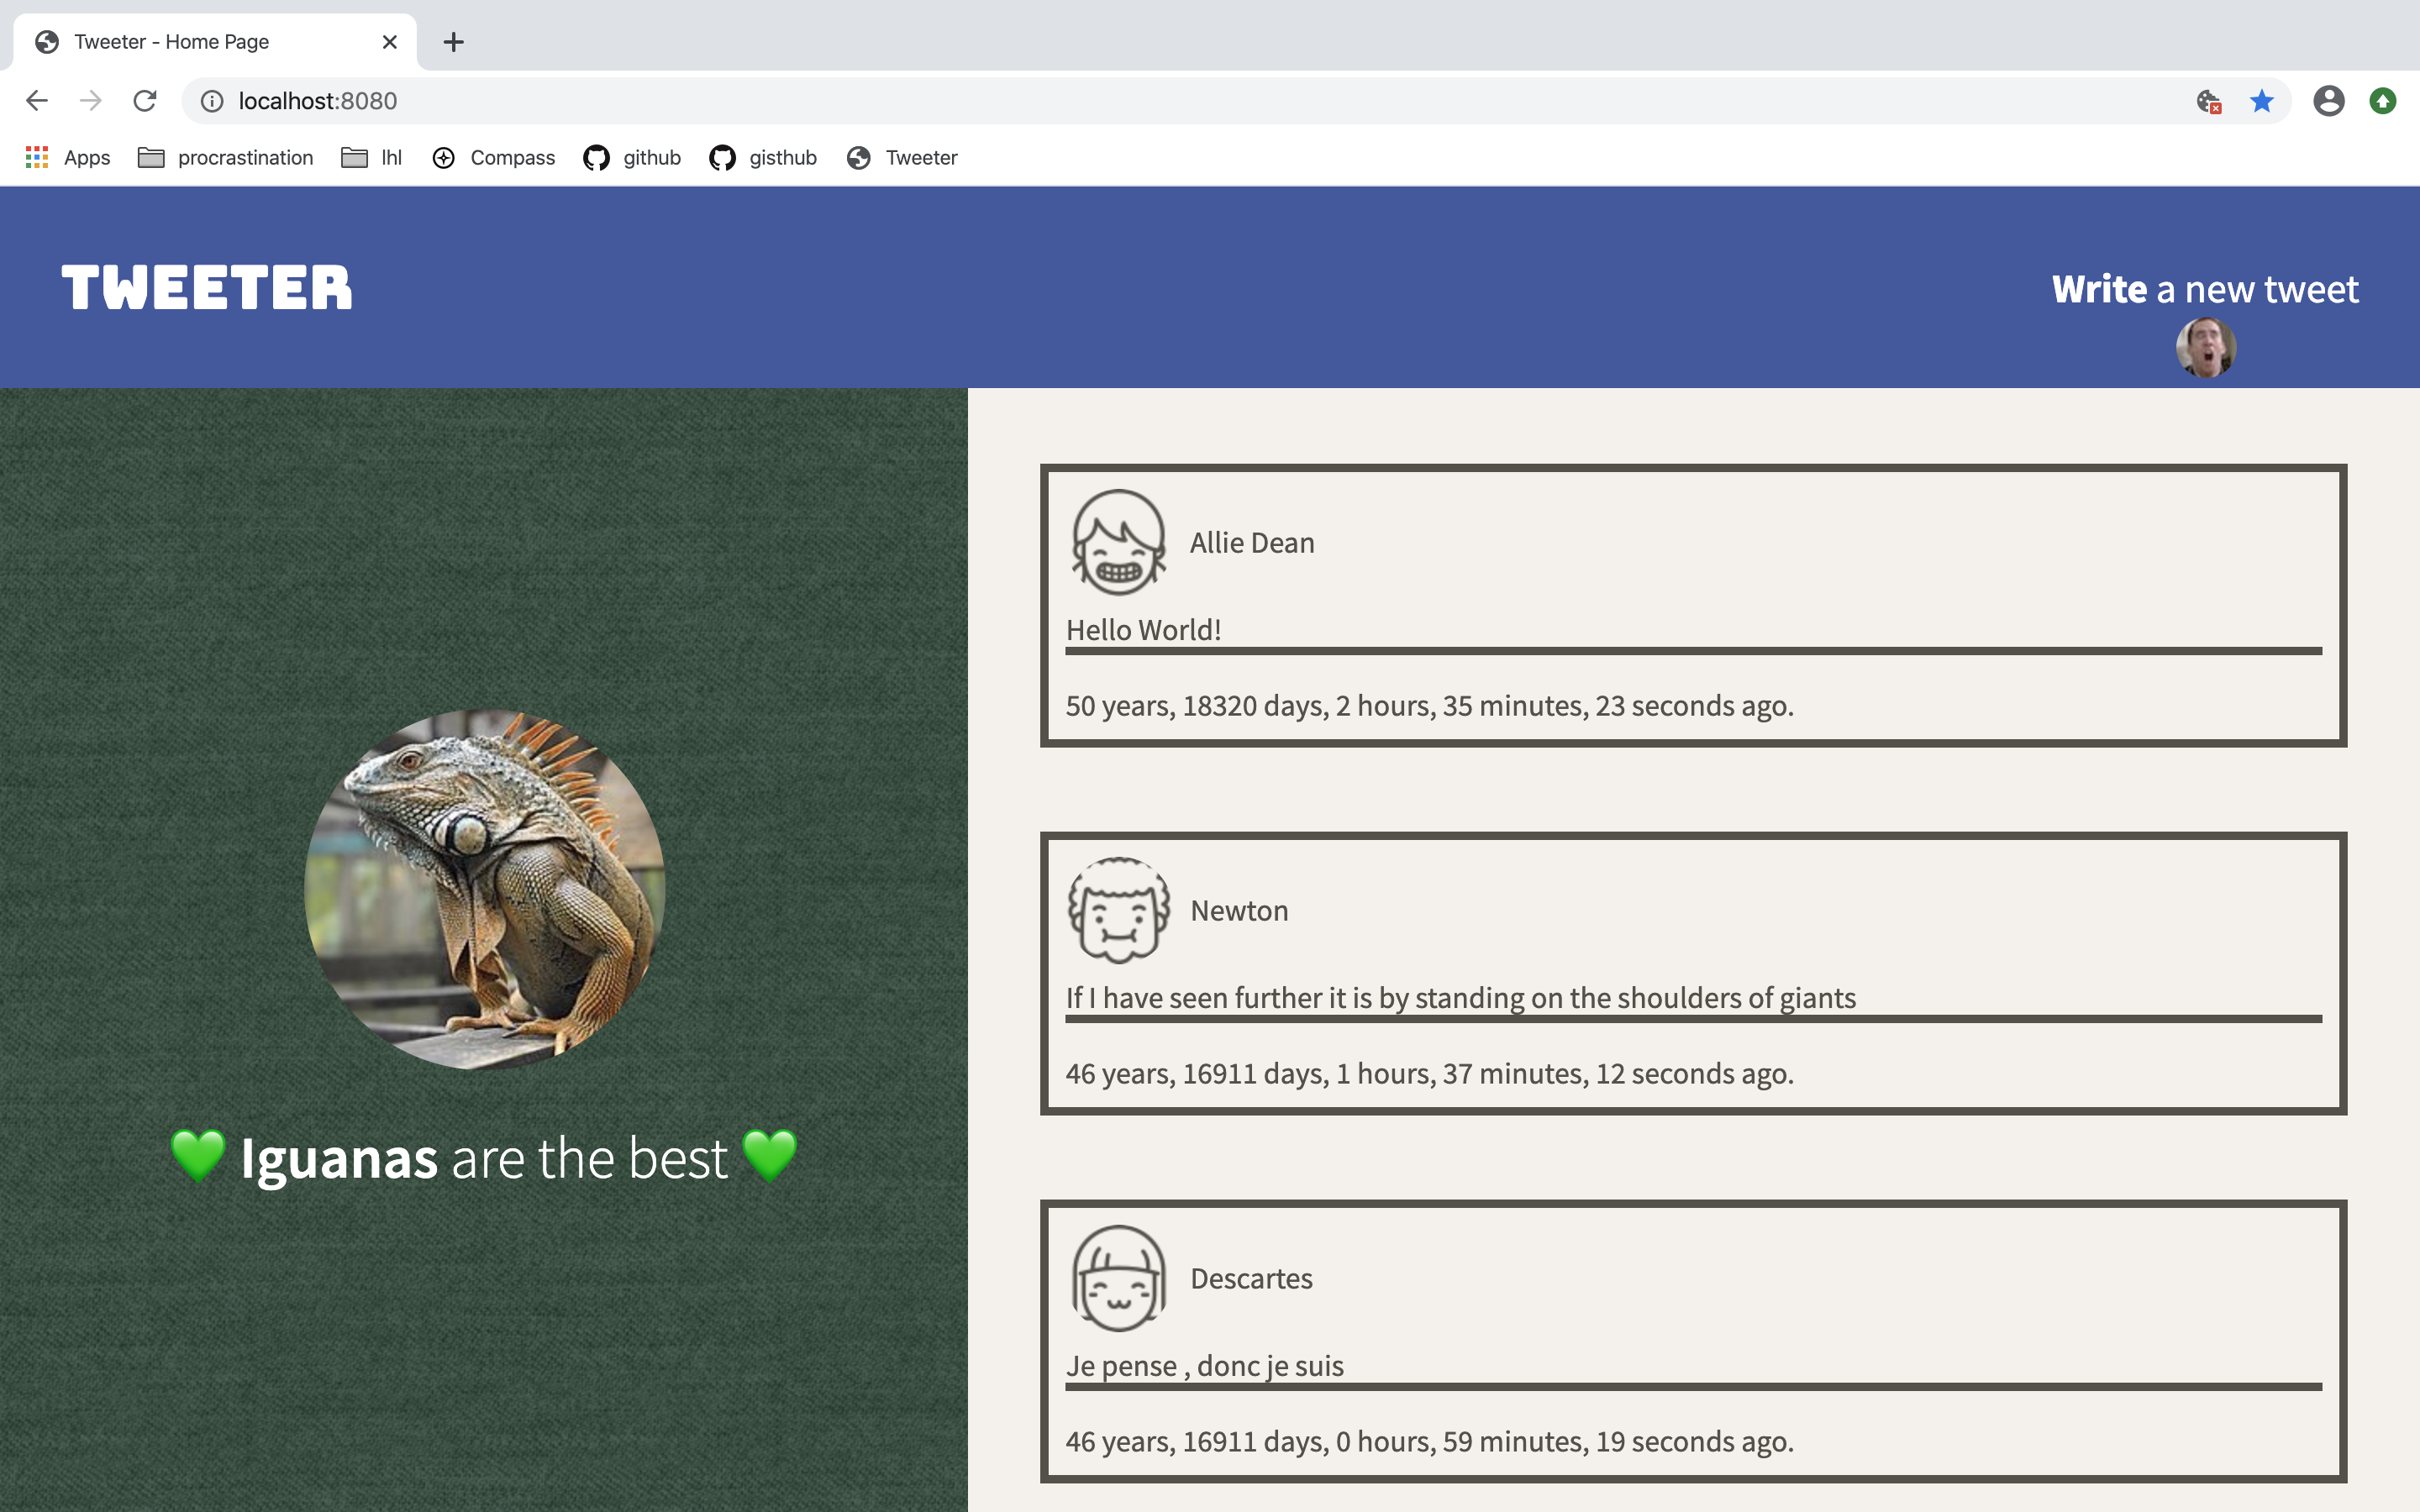 Tweeter - Home Page
localhost:8080
Apps procrastination lhl Compass github gisthub Tweeter
TWEETER
Write a new tweet
💚 Iguanas are the best 💚
Allie Dean
Hello World!
50 years, 18320 days, 2 hours, 35 minutes, 23 seconds ago.
Newton
If I have seen further it is by standing on the shoulders of giants
46 years, 16911 days, 1 hours, 37 minutes, 12 seconds ago.
Descartes
Je pense , donc je suis
46 years, 16911 days, 0 hours, 59 minutes, 19 seconds ago.